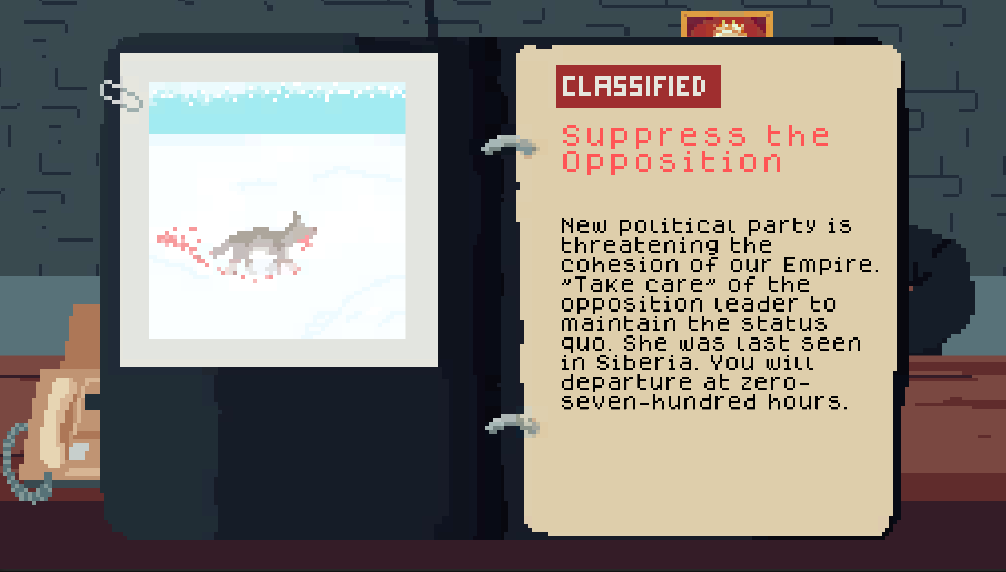 CLASSIFIED
Suppress the
Opposition
New political party is
threatening the
cohesion of our Empire.
"Take care" of the
opposition leader to
maintain the status
quo. She was last seen
in Siberia. You will
departure at zero-
seven-hundred hours.